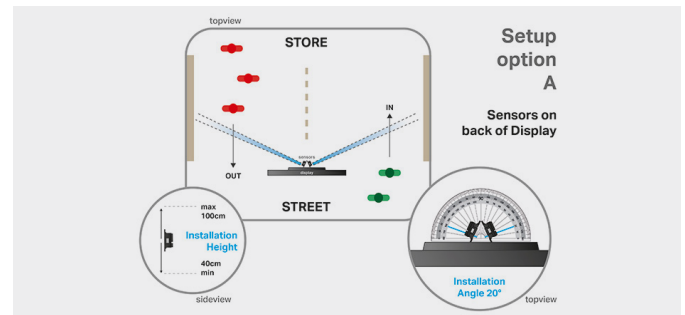 topview
STORE
Setup
option
A
Sensors on
back of Display
IN
sensors
display
OUT
STREET
max
100cm
Installation
Height
40cm
min
sideview
Installation
Angle 20°
topview